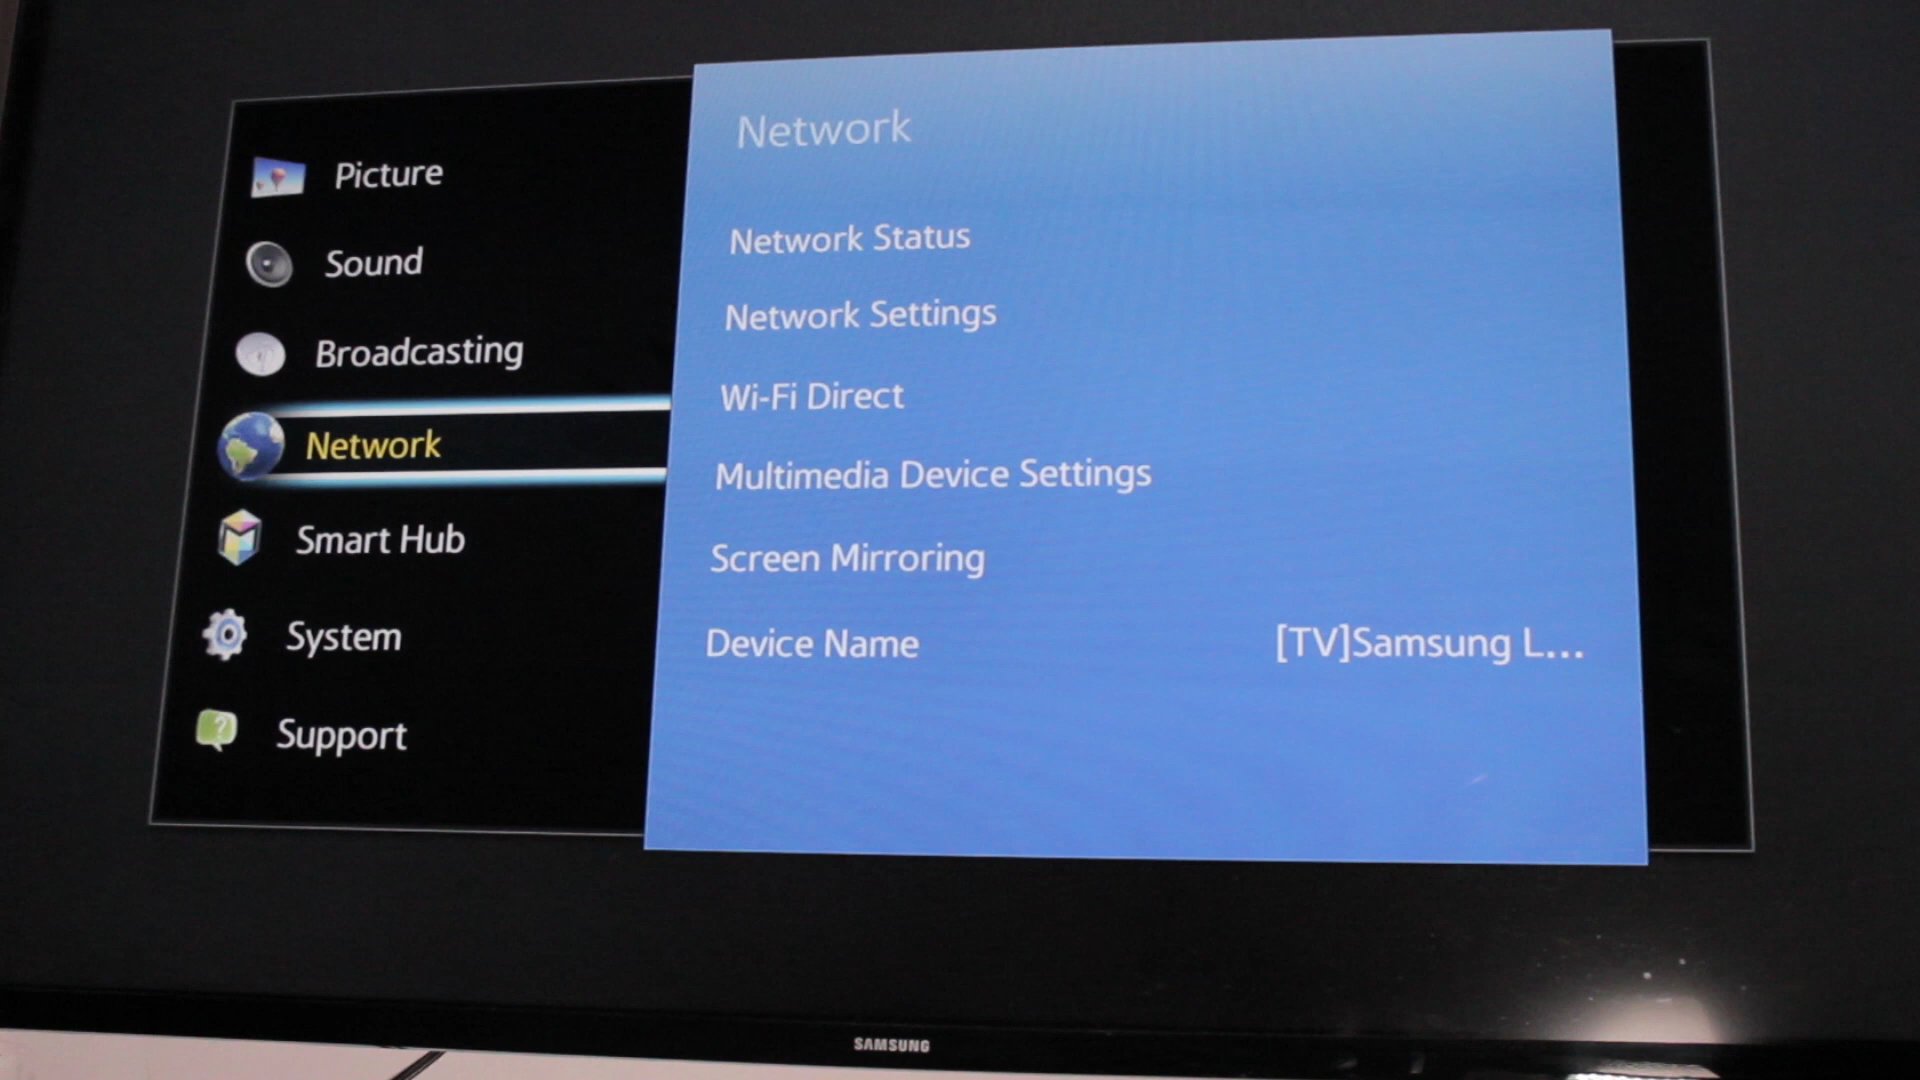 Picture
Sound
Broadcasting
Network
Smart Hub
System
Support
Network
Network Status
Network Settings
Wi-Fi Direct
Multimedia Device Settings
Screen Mirroring
Device Name [TV]Samsung L...
SAMSUNG